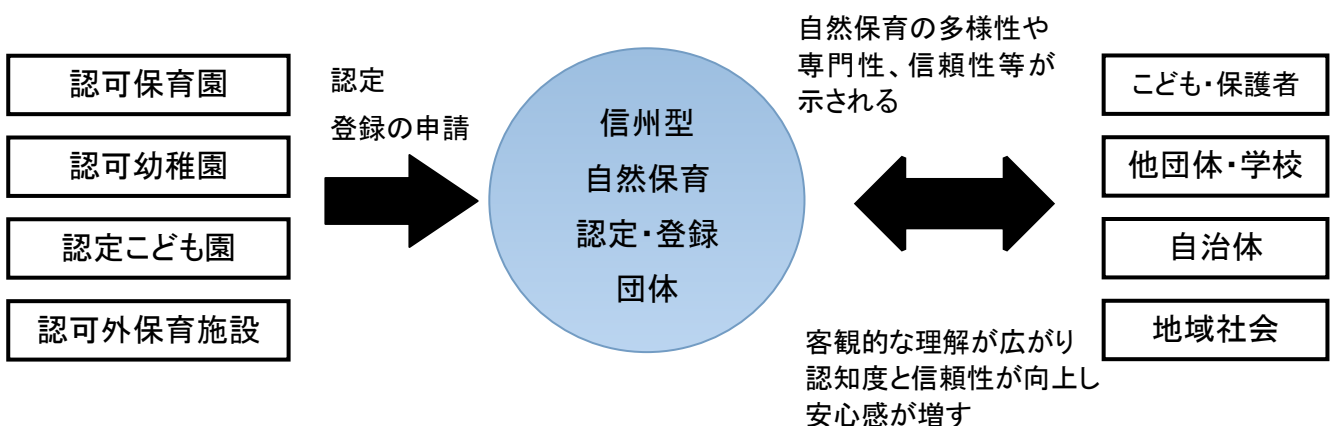 認可保育園
認可幼稚園
認定こども園
認可外保育施設
認定
登録の申請
信州型
自然保育
認定・登録
団体
自然保育の多様性や
専門性、信頼性等が
示される
客観的な理解が広がり
認知度と信頼性が向上し
安心感が増す
こども・保護者
他団体・学校
自治体
地域社会